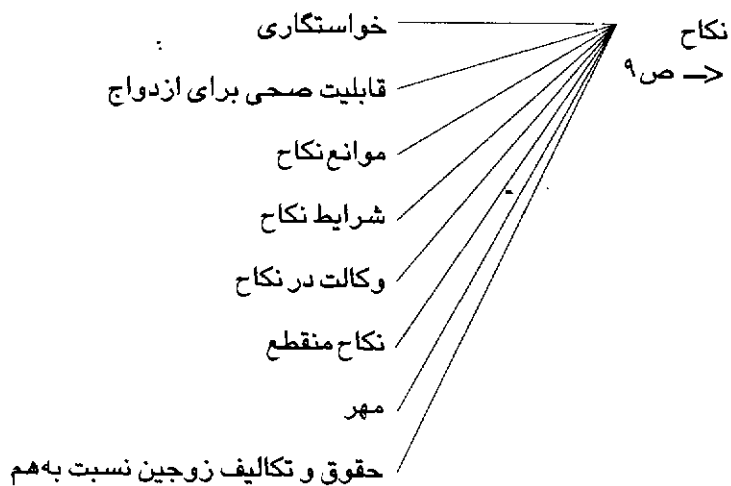 نکاح
<— ص ۹
خواستگاری
قابلیت صحی برای ازدواج
موانع نکاح
شرایط نکاح
وکالت در نکاح
نکاح منقطع
مهر
حقوق و تکالیف زوجین نسبت به‌هم